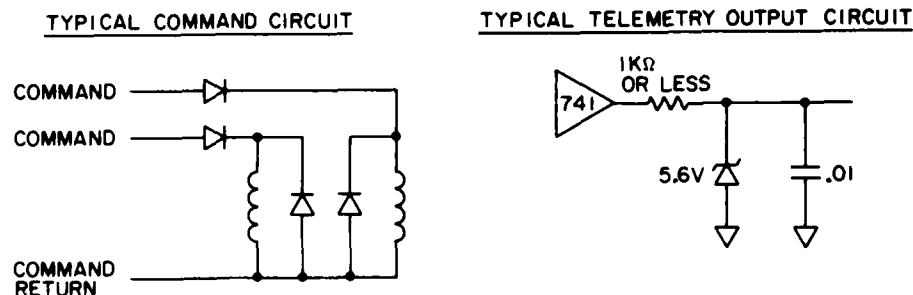 TYPICAL COMMAND CIRCUIT
COMMAND
COMMAND
COMMAND
RETURN
TYPICAL TELEMETRY OUTPUT CIRCUIT
1KΩ
OR LESS
741
5.6V
.01